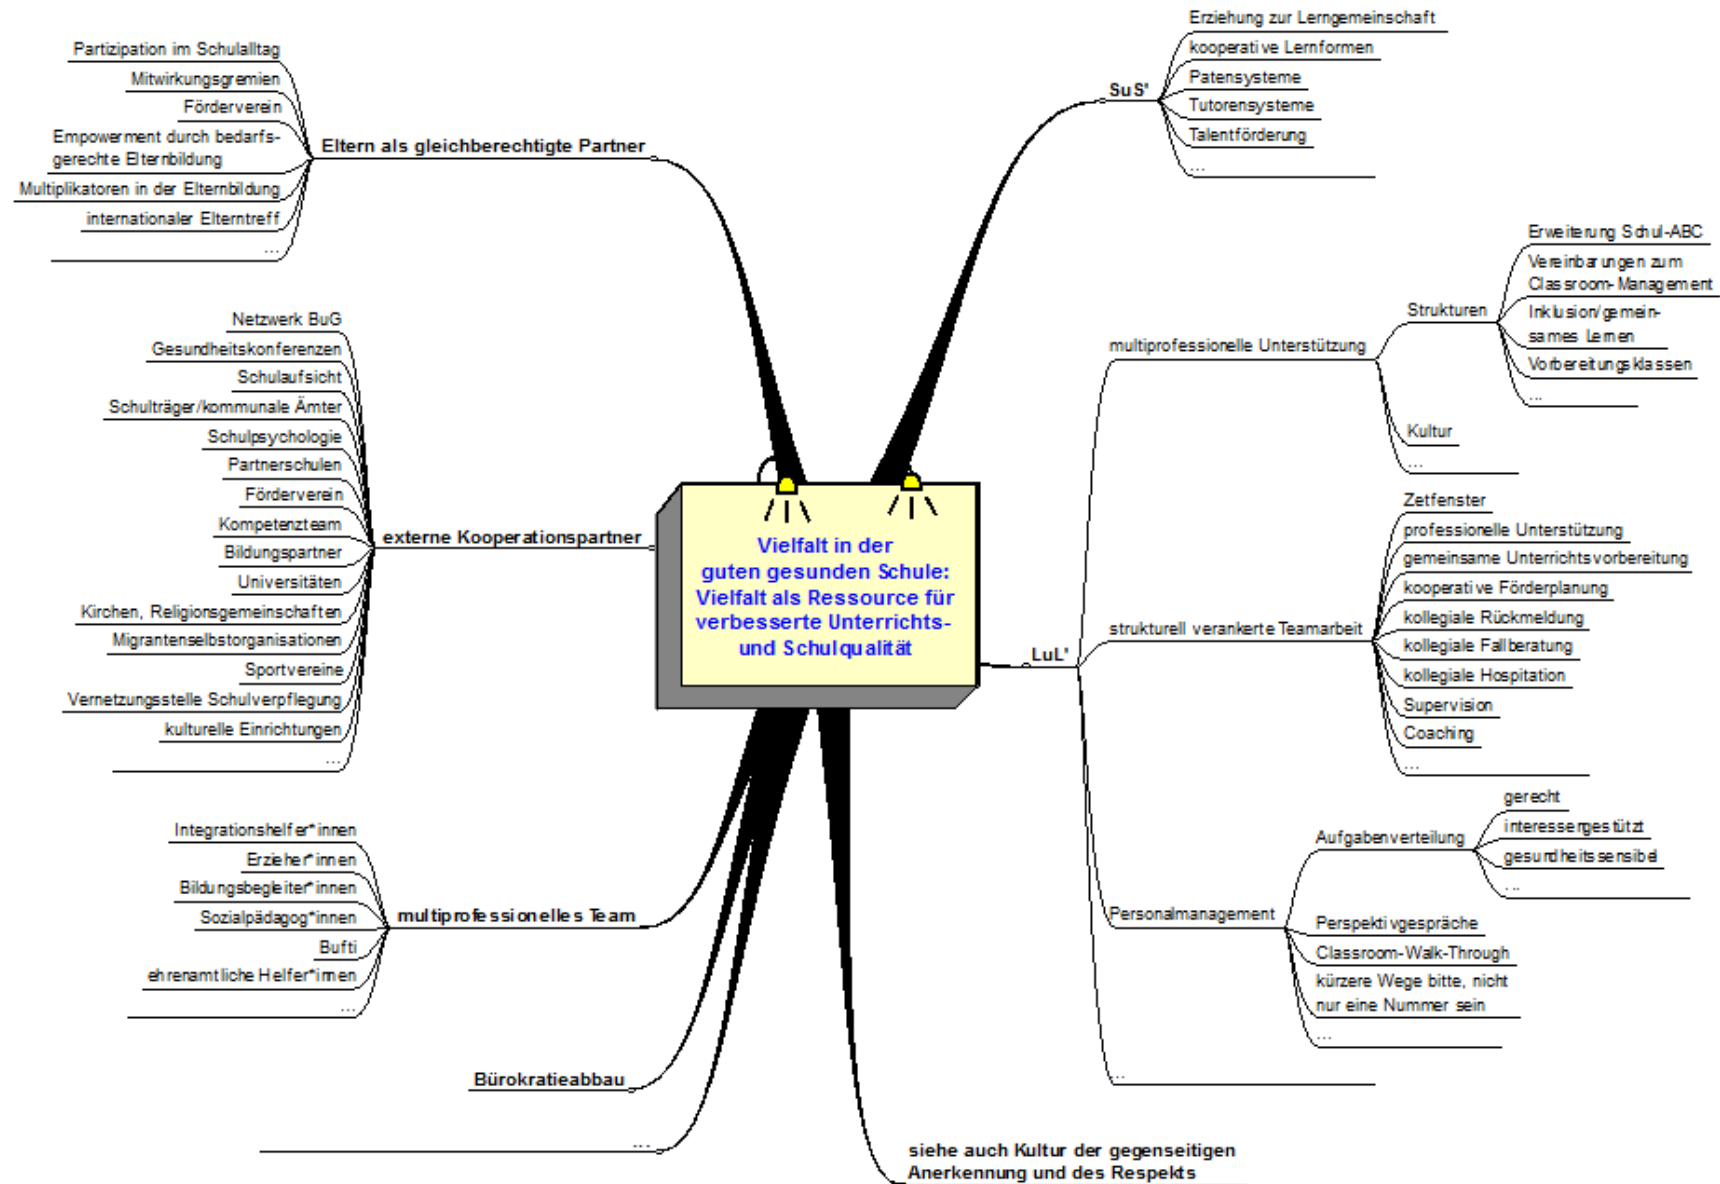 Partizipation im Schulalltag
Mitwirkungsgremien
Förderverein
Empowerment durch bedarfs-
gerechte Elternbildung
Multiplikatoren in der Elternbildung
internationaler Elterntreff
...
Eltern als gleichberechtigte Partner
Netzwerk BuG
Gesundheitskonferenzen
Schulaufsicht
Schulträger/kommunale Ämter
Schulpsychologie
Partnerschulen
Förderverein
Kompetenzteam
Bildungspartner
Universitäten
Kirchen, Religionsgemeinschaften
Migrantenselbstorganisationen
Sportvereine
Vernetzungsstelle Schulverpflegung
kulturelle Einrichtungen
...
externe Kooperationspartner
Integrationshelfer*innen
Erzieher*innen
Bildungsbegleiter*innen
Sozialpädagog*innen
Bufti
ehrenamtliche Helfer*innen
...
multiprofessionelles Team
Bürokratieabbau
...
Vielfalt in der
guten gesunden Schule:
Vielfalt als Ressource für
verbesserte Unterrichts-
und Schulqualität
SuS'
Erziehung zur Lerngemeinschaft
kooperative Lernformen
Patensysteme
Tutorensysteme
Talentförderung
...
LuL'
multiprofessionelle Unterstützung
Strukturen
Erweiterung Schul-ABC
Vereinbarungen zum
Classroom-Management
Inklusion/gemein-
sames Lernen
Vorbereitungsklassen
...
Kultur
...
strukturell verankerte Teamarbeit
Zetfenster
professionelle Unterstützung
gemeinsame Unterrichtsvorbereitung
kooperative Förderplanung
kollegiale Rückmeldung
kollegiale Fallberatung
kollegiale Hospitation
Supervision
Coaching
...
Personalmanagement
Aufgabenverteilung
gerecht
interessengestützt
gesundheitssensibel
...
Perspektivgespräche
Classroom-Walk-Through
kürzere Wege bitte, nicht
nur eine Nummer sein
...
...
siehe auch Kultur der gegenseitigen
Anerkennung und des Respekts